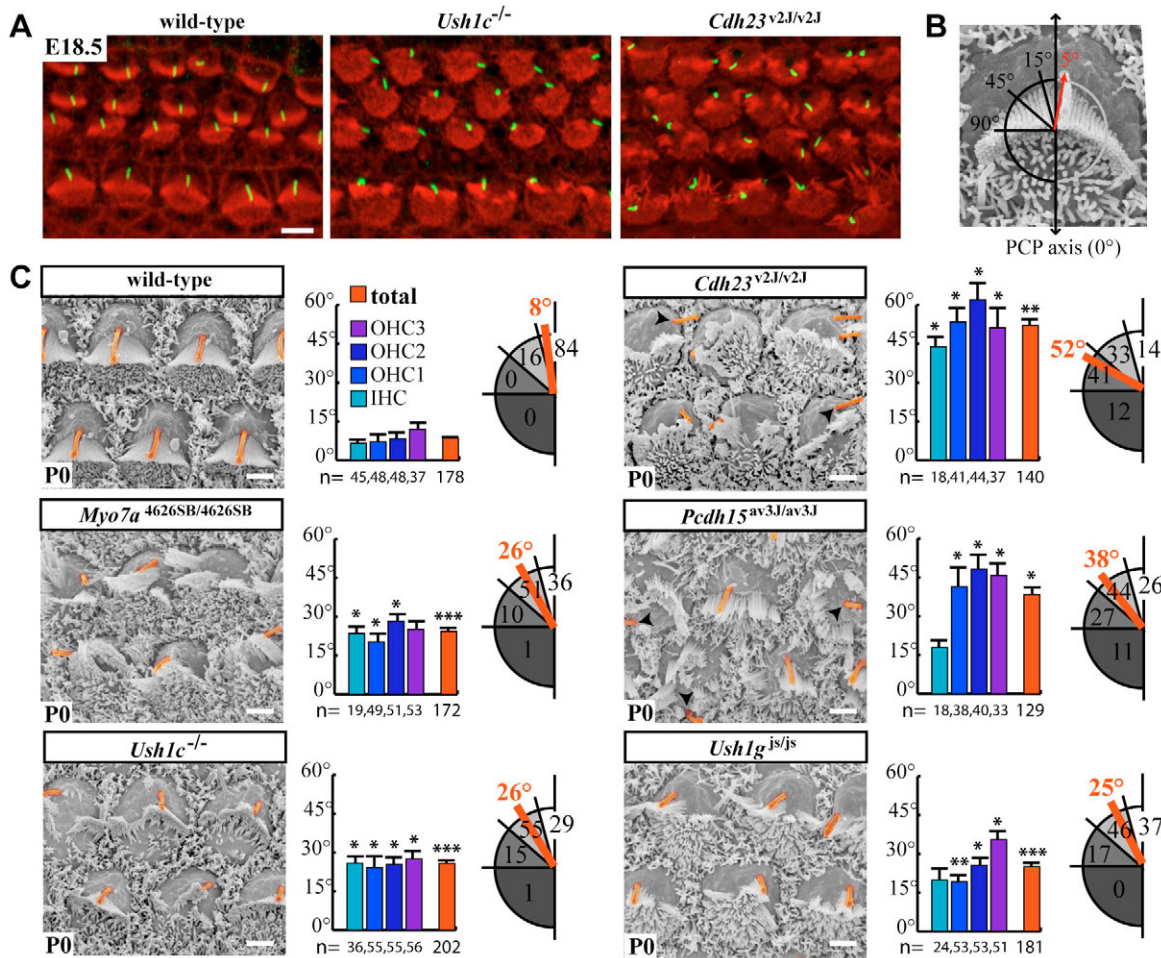 A
wild-type
Ush1c-/-
Cdh23v2J/v2J
E18.5
B
15°
5°
45°
90°
PCP axis (0°)
C
wild-type
P0
60°
45°
30°
15°
0°
total
OHC3
OHC2
OHC1
IHC
n= 45,48,48,37 178
8°
16
84
0
0
Cdh23v2J/v2J
P0
60°
45°
30°
15°
0°
* * * * **
n= 18,41,44,37 140
52°
33
14
41
12
Myo7a 4626SB/4626SB
P0
60°
45°
30°
15°
0°
* * * ***
n= 19,49,51,53 172
26°
51
36
10
1
Pcdh15av3J/av3J
P0
60°
45°
30°
15°
0°
* * * *
n= 18,38,40,33 129
38°
44
26
27
11
Ush1c-/-
P0
60°
45°
30°
15°
0°
* * * * ***
n= 36,55,55,56 202
26°
55
29
15
1
Ush1g js/js
P0
60°
45°
30°
15°
0°
** * * ***
n= 24,53,53,51 181
25°
46
37
17
0